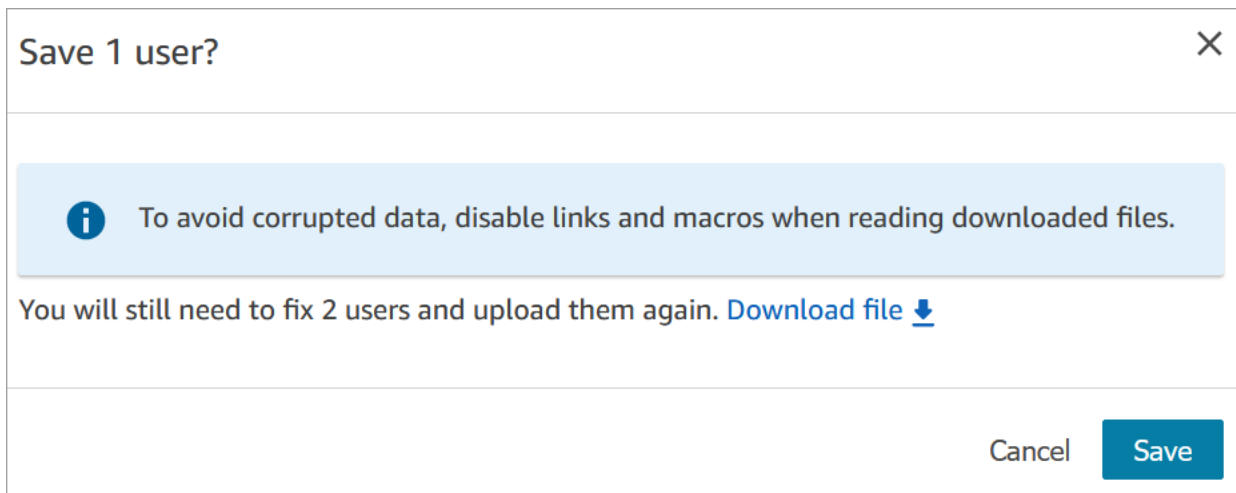 Save 1 user?
To avoid corrupted data, disable links and macros when reading downloaded files.
You will still need to fix 2 users and upload them again. Download file
Cancel Save